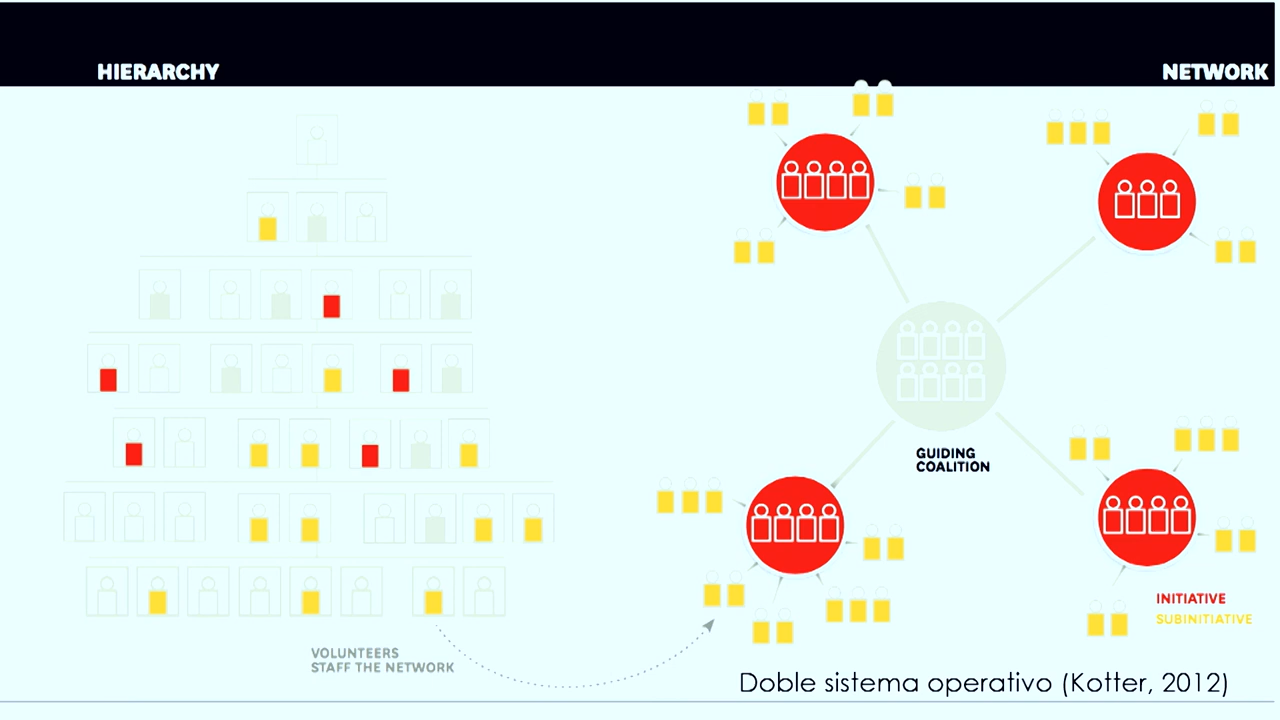 HIERARCHY
NETWORK
GUIDING
COALITION
INITIATIVE
SUBINITIATIVE
VOLUNTEERS
STAFF THE NETWORK
Doble sistema operativo (Kotter, 2012)